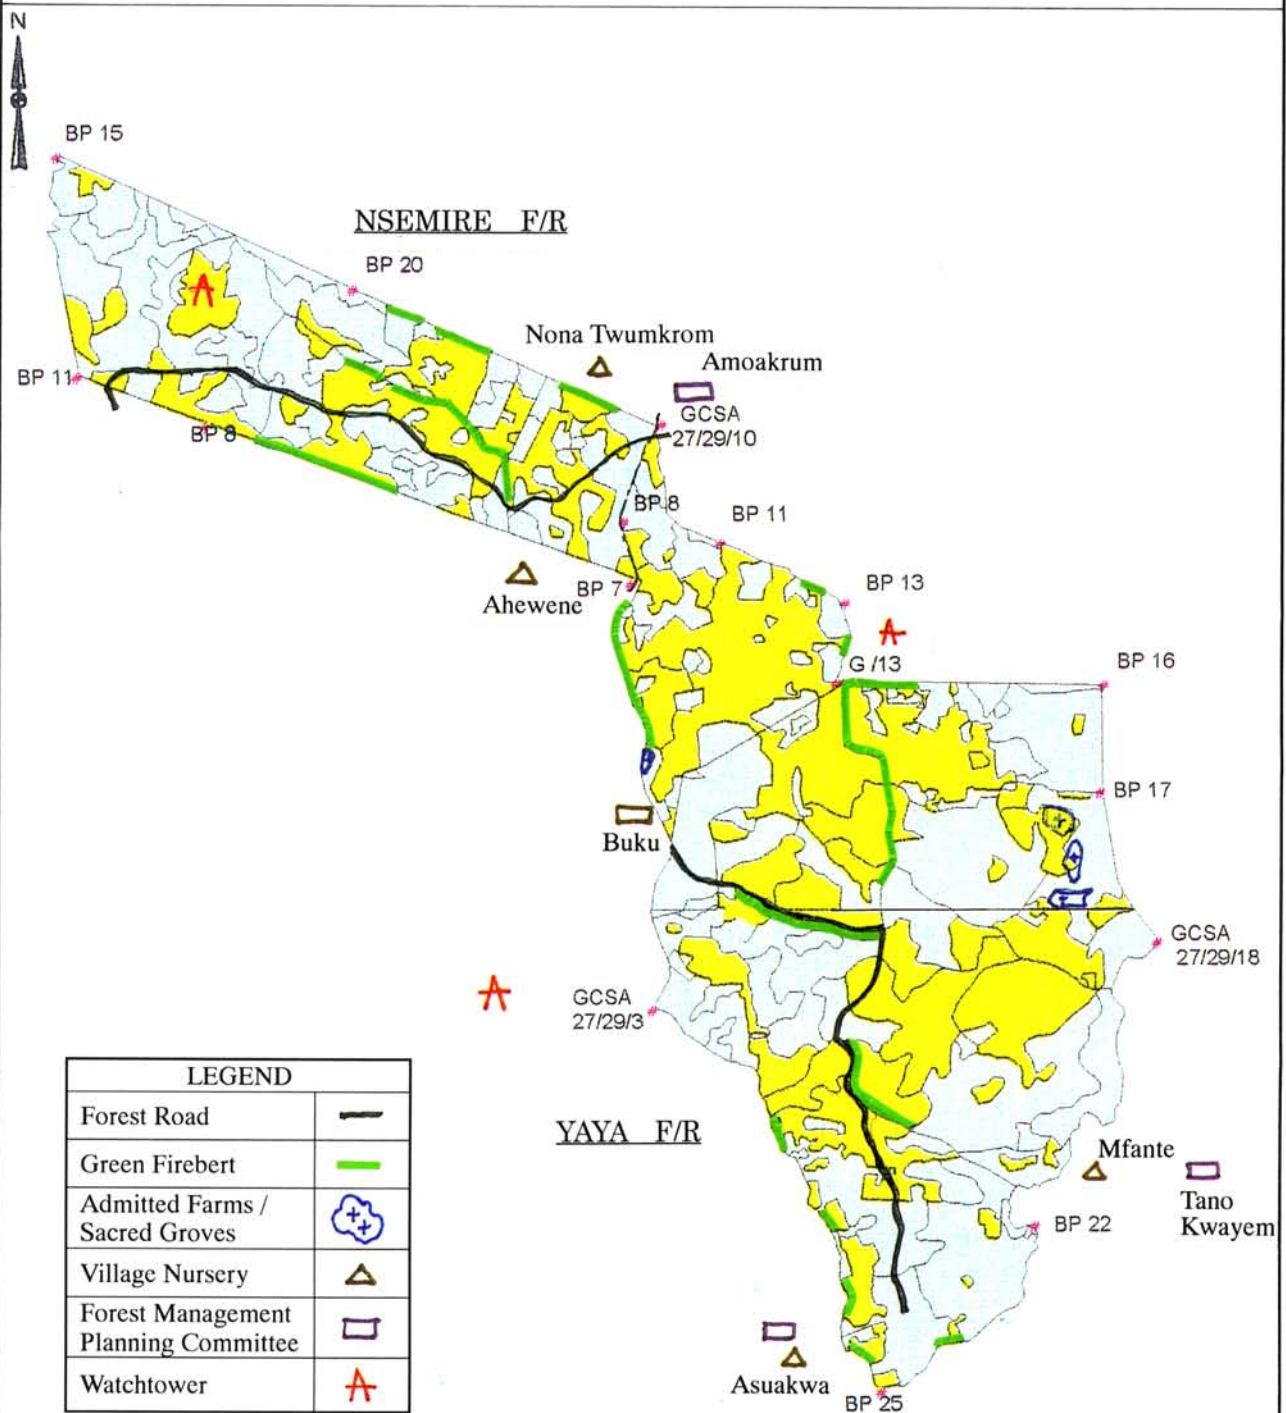 N
BP 15
NSEMIRE F/R
BP 20
Nona Twumkrom
Amoakrum
BP 11
GCSA
27/29/10
BP 8
BP 8
BP 11
BP 7
Ahewene
BP 13
G /13
BP 16
BP 17
Buku
GCSA
27/29/18
GCSA
27/29/3
YAYA F/R
Mfante
Tano
Kwayem
BP 22
Asuakwa
BP 25
LEGEND
Forest Road
Green Firebert
Admitted Farms /
Sacred Groves
Village Nursery
Forest Management
Planning Committee
Watchtower